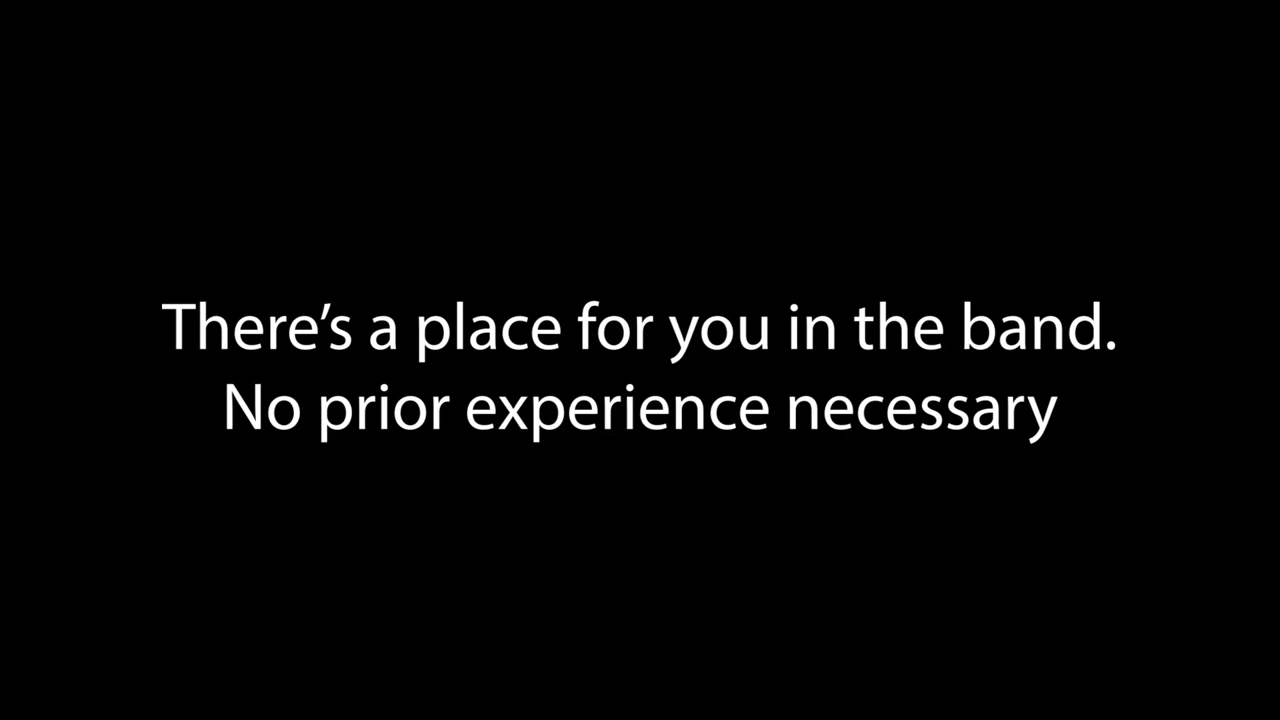 There’s a place for you in the band.
No prior experience necessary